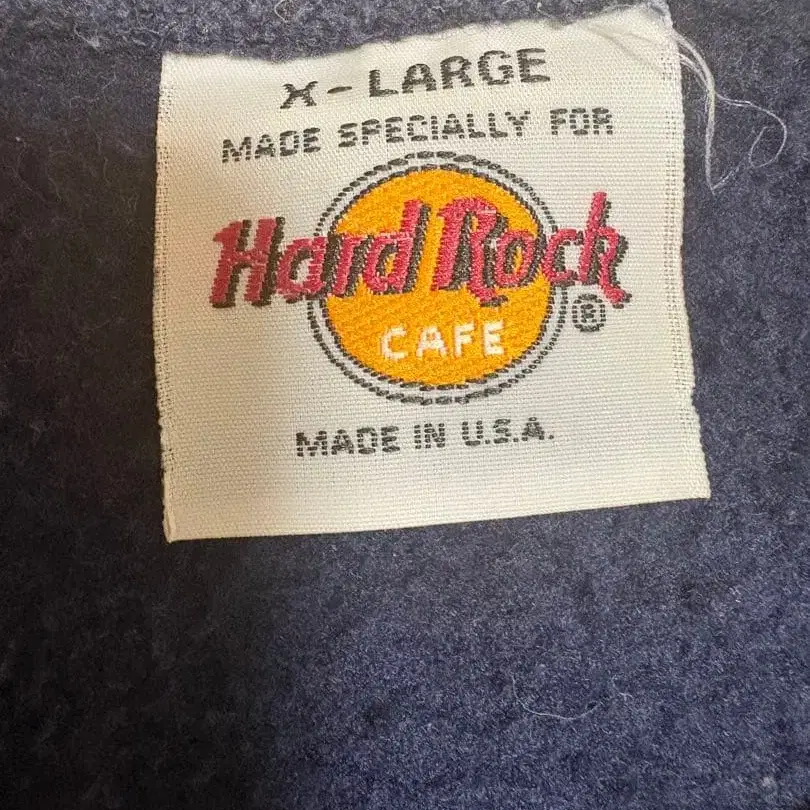 X-LARGE
MADE SPECIALLY FOR
Hard Rock
®
CAFE
MADE IN U.S.A.